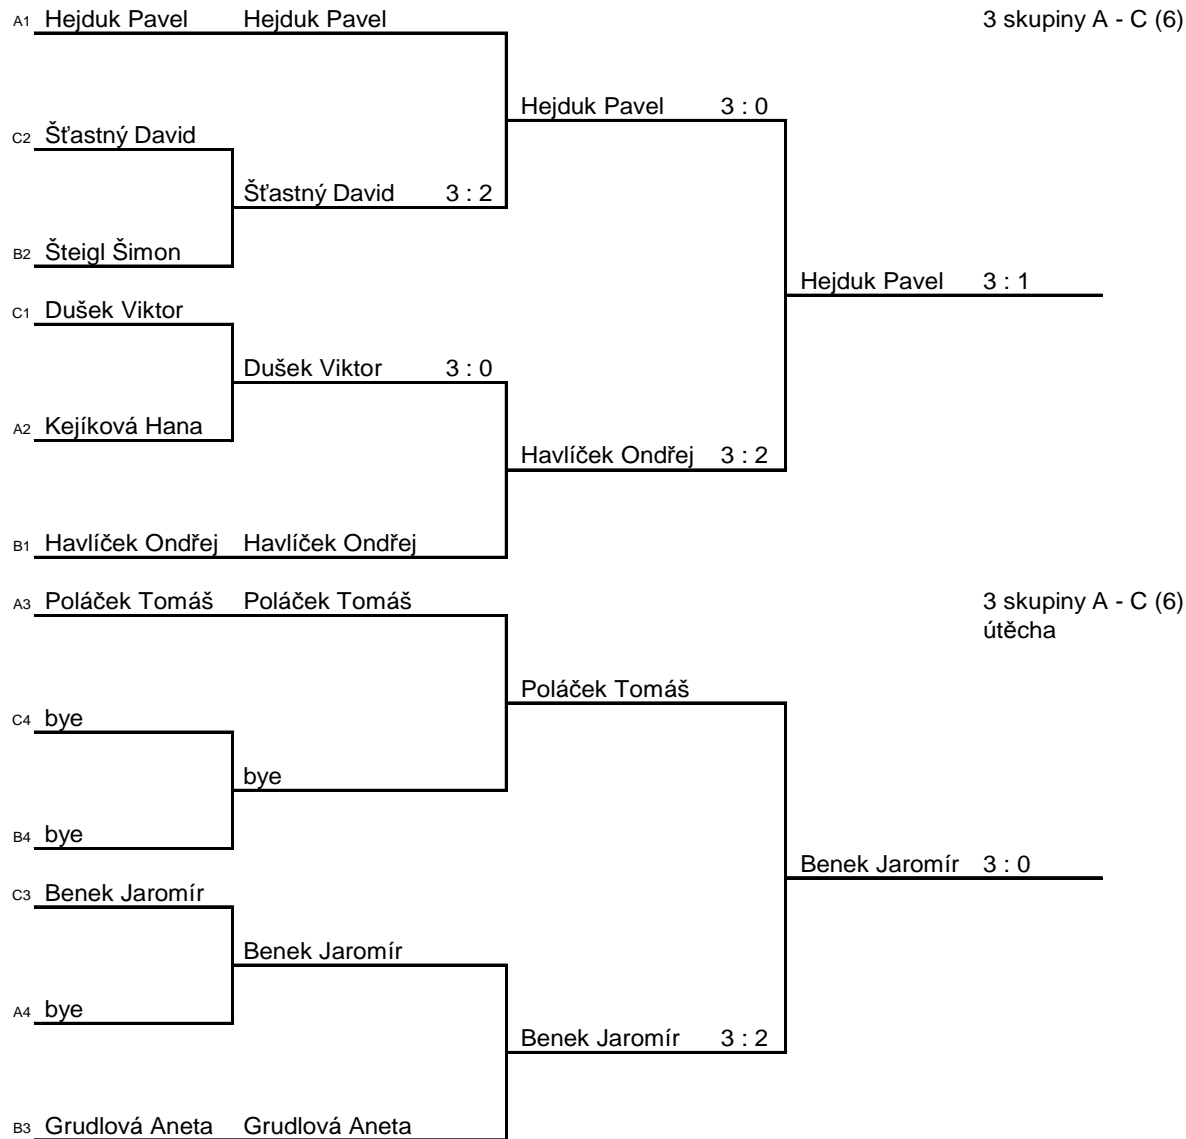 A1 Hejduk Pavel Hejduk Pavel 3 skupiny A - C (6)
Hejduk Pavel 3 : 0
C2 Šťastný David
Šťastný David 3 : 2
B2 Šteigl Šimon
Hejduk Pavel 3 : 1
C1 Dušek Viktor
Dušek Viktor 3 : 0
A2 Kejíková Hana
Havlíček Ondřej 3 : 2
B1 Havlíček Ondřej Havlíček Ondřej
A3 Poláček Tomáš Poláček Tomáš 3 skupiny A - C (6)
útěcha
Poláček Tomáš
C4 bye
bye
B4 bye
Benek Jaromír 3 : 0
C3 Benek Jaromír
Benek Jaromír
A4 bye
Benek Jaromír 3 : 2
B3 Grudlová Aneta Grudlová Aneta